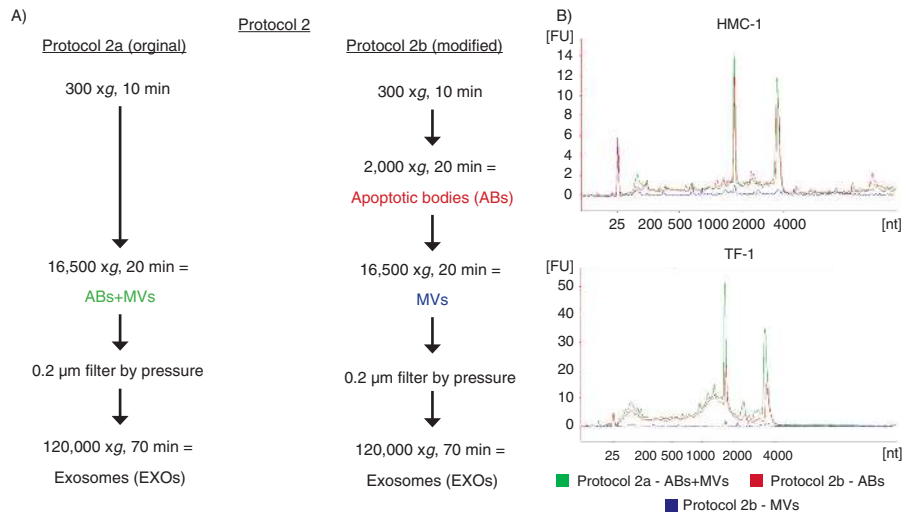 A)
Protocol 2
Protocol 2a (orginal)
300 xg, 10 min
16,500 xg, 20 min =
ABs+MVs
0.2 µm filter by pressure
120,000 xg, 70 min =
Exosomes (EXOs)
Protocol 2b (modified)
300 xg, 10 min
2,000 xg, 20 min =
Apoptotic bodies (ABs)
16,500 xg, 20 min =
MVs
0.2 µm filter by pressure
120,000 xg, 70 min =
Exosomes (EXOs)
B)
HMC-1
[FU]
14
12
10
8
6
4
2
0
25 200 500 1000 2000 4000 [nt]
TF-1
[FU]
50
40
30
20
10
0
25 200 500 1000 2000 4000 [nt]
Protocol 2a - ABs+MVs Protocol 2b - ABs
Protocol 2b - MVs